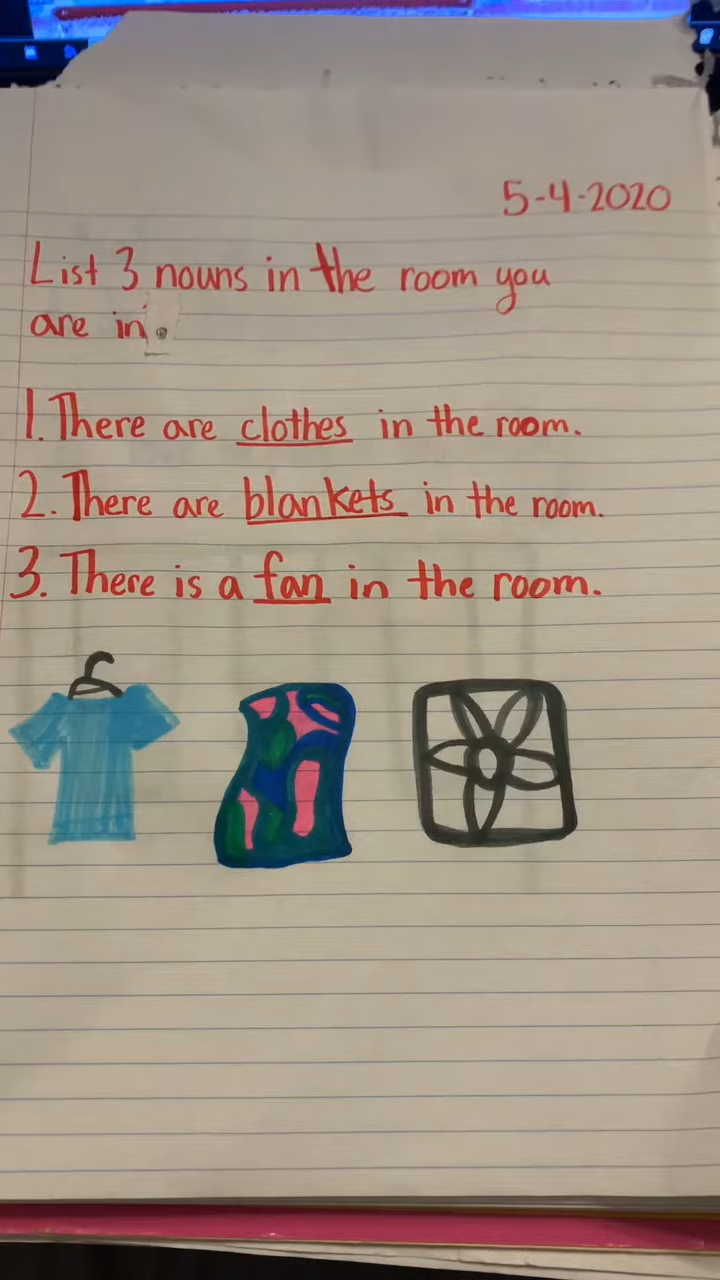 5-4-2020
List 3 nouns in the room you
are in.
1. There are clothes in the room.
2. There are blankets in the room.
3. There is a fan in the room.